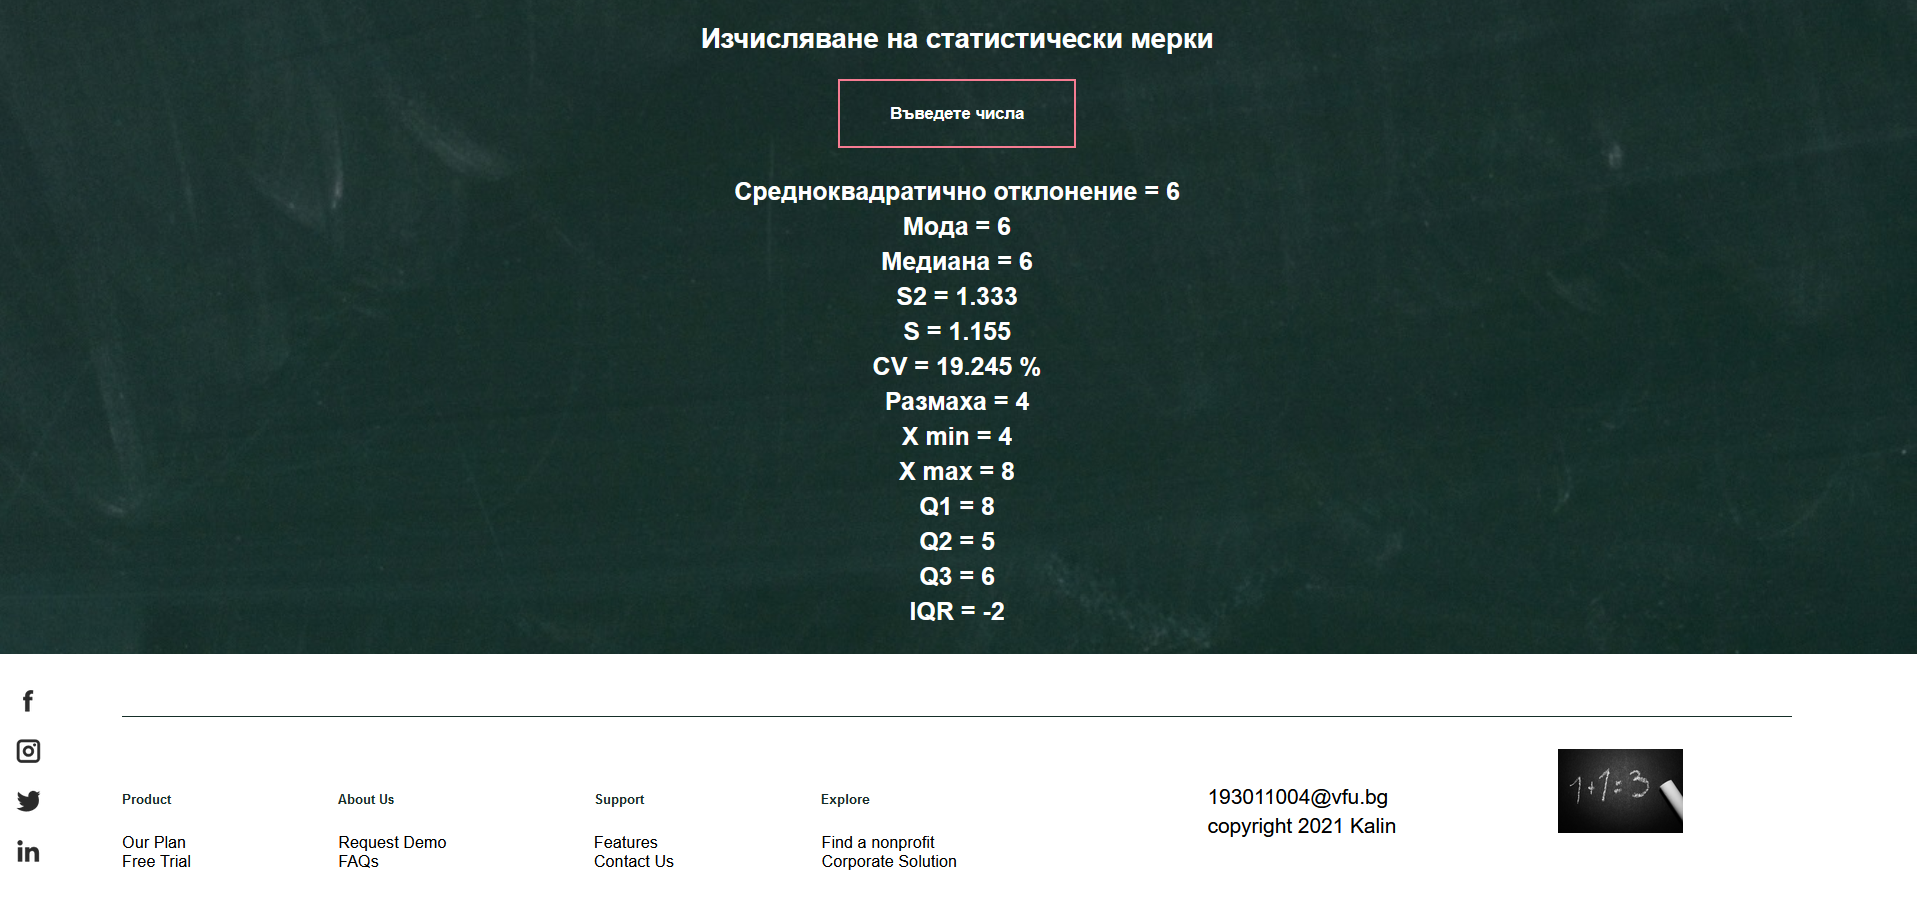 Изчисляване на статистически мерки
Въведете числа
Средноквадратично отклонение = 6
Мода = 6
Медиана = 6
S2 = 1.333
S = 1.155
CV = 19.245 %
Размаха = 4
X min = 4
X max = 8
Q1 = 8
Q2 = 5
Q3 = 6
IQR = -2
Product
Our Plan
Free Trial
About Us
Request Demo
FAQs
Support
Features
Contact Us
Explore
Find a nonprofit
Corporate Solution
193011004@vfu.bg
copyright 2021 Kalin
1+1=3